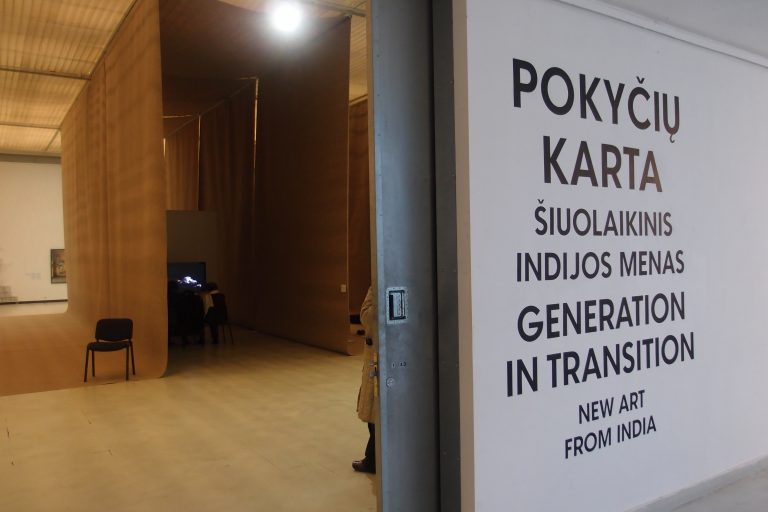 POKYČIŲ
KARTA
ŠIUOLAIKINIS
INDIJOS MENAS
GENERATION
IN TRANSITION
NEW ART
FROM INDIA